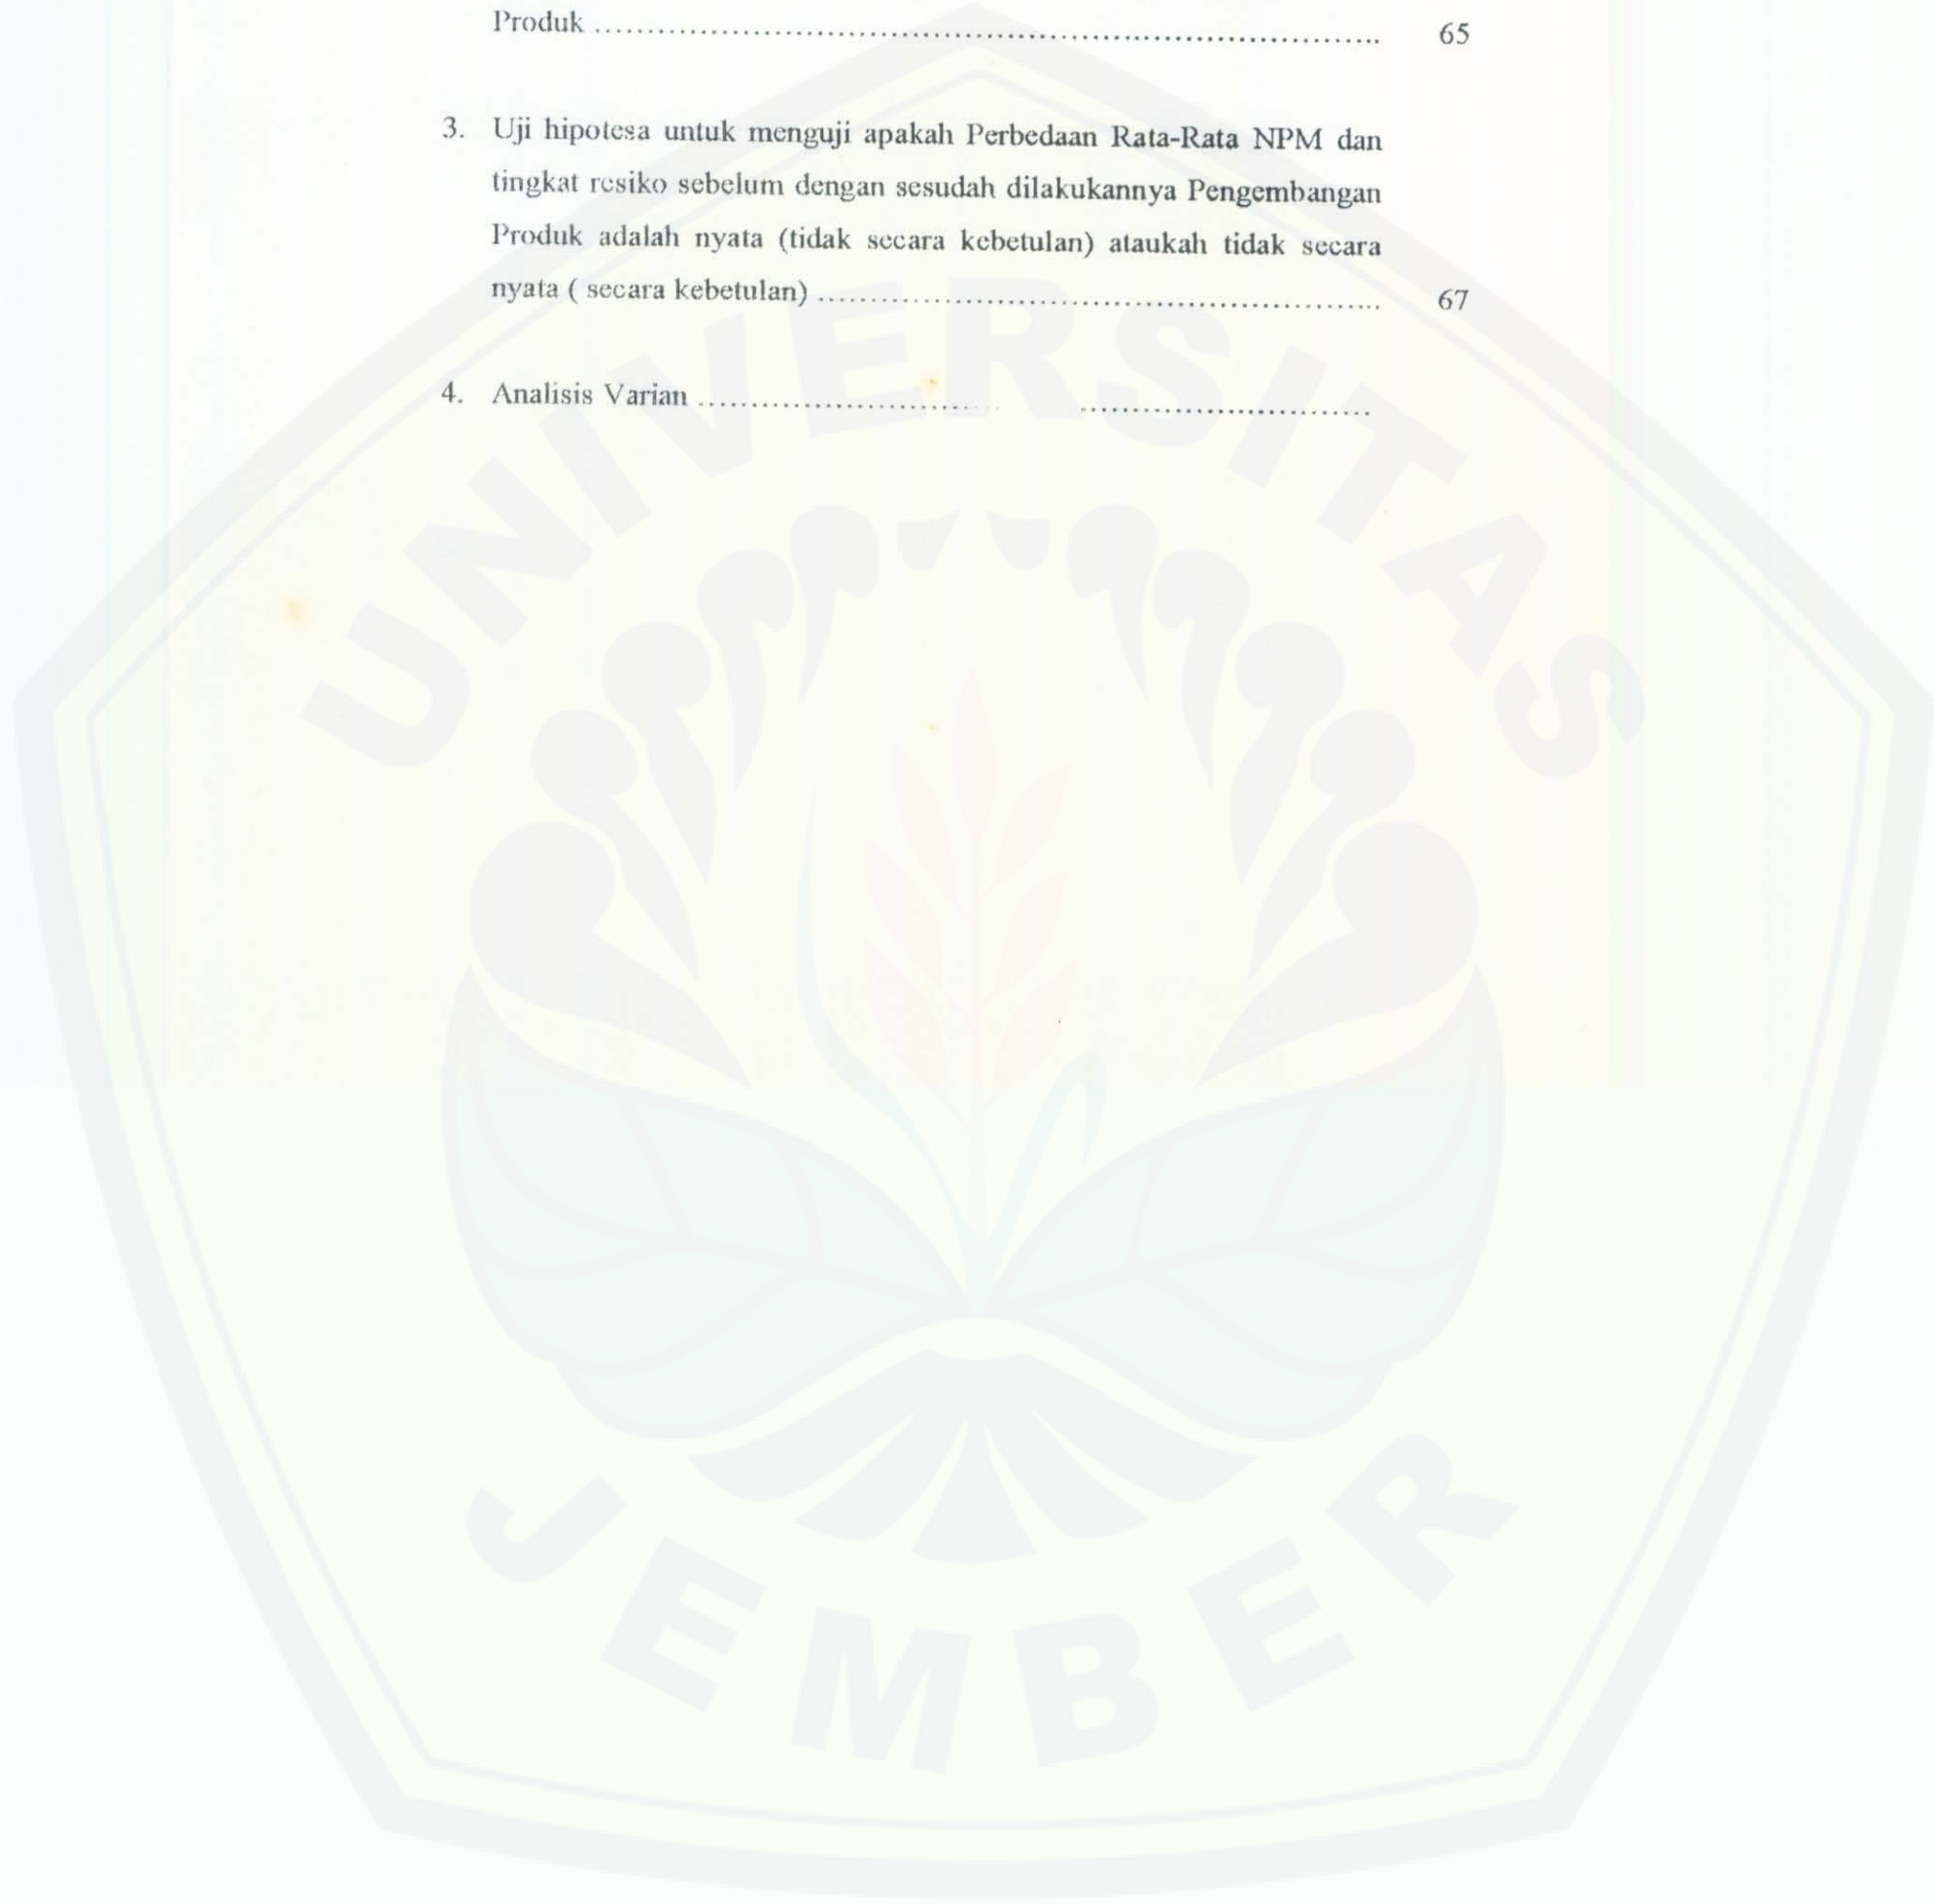 Produk ........................................................................... 65
3. Uji hipotesa untuk menguji apakah Perbedaan Rata-Rata NPM dan
tingkat resiko sebelum dengan sesudah dilakukannya Pengembangan
Produk adalah nyata (tidak secara kebetulan) ataukah tidak secara
nyata ( secara kebetulan) ...................................................... 67
4. Analisis Varian ........................... ............................
UNIVERSITAS
JEMBER